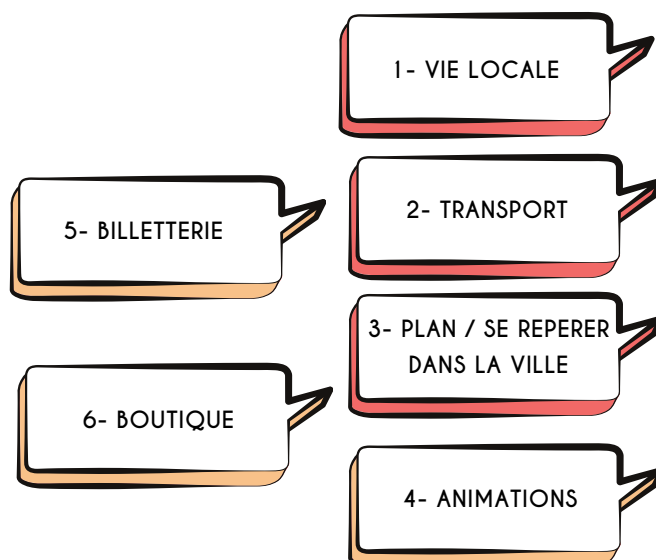 1- VIE LOCALE
2- TRANSPORT
3- PLAN / SE REPERER
DANS LA VILLE
4- ANIMATIONS
5- BILLETTERIE
6- BOUTIQUE